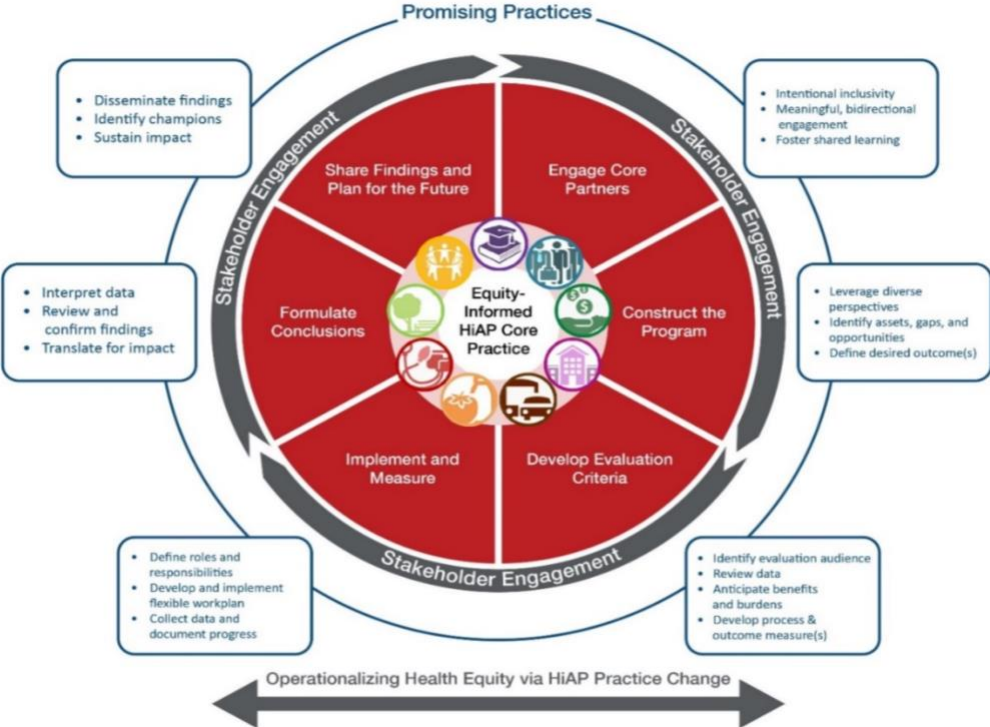 Promising Practices
• Disseminate findings
• Identify champions
• Sustain impact
• Intentional inclusivity
• Meaningful, bidirectional
engagement
• Foster shared learning
Stakeholder Engagement
Stakeholder Engagement
Share Findings and
Plan for the Future
Engage Core
Partners
• Interpret data
• Review and
confirm findings
• Translate for impact
Formulate
Conclusions
Equity-
Informed
HiAP Core
Practice
Construct the
Program
• Leverage diverse
perspectives
• Identify assets, gaps, and
opportunities
• Define desired outcome(s)
Implement and
Measure
Develop Evaluation
Criteria
Stakeholder Engagement
• Define roles and
responsibilities
• Develop and implement
flexible workplan
• Collect data and
document progress
• Identify evaluation audience
• Review data
• Anticipate benefits
and burdens
• Develop process &
outcome measure(s)
Operationalizing Health Equity via HiAP Practice Change